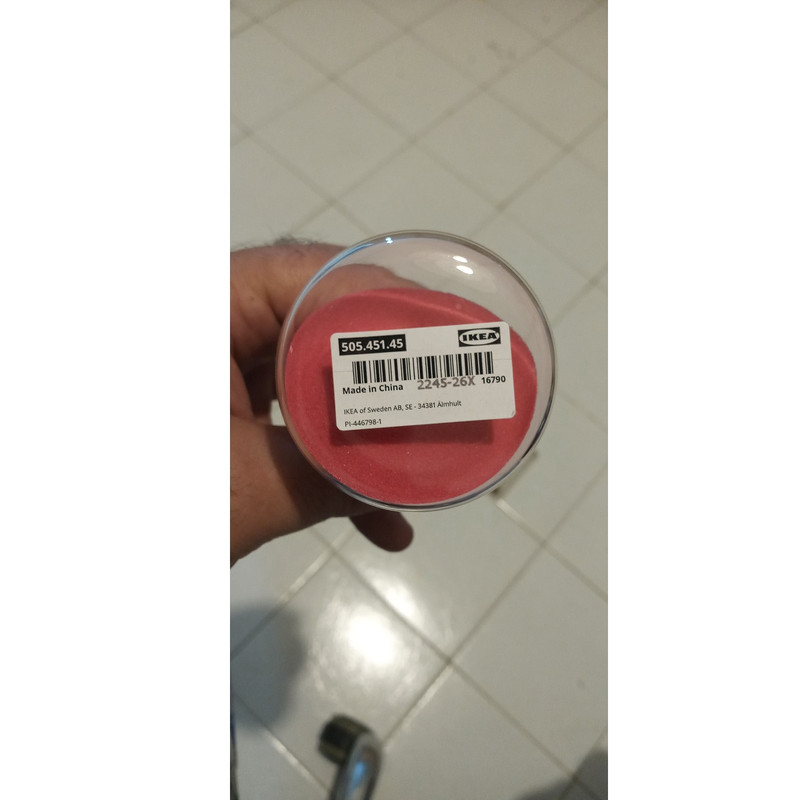 505.451.45 IKEA
Made in China 2245-26X 16790
IKEA of Sweden AB, SE - 34381 Älmhult
PI-446798-1